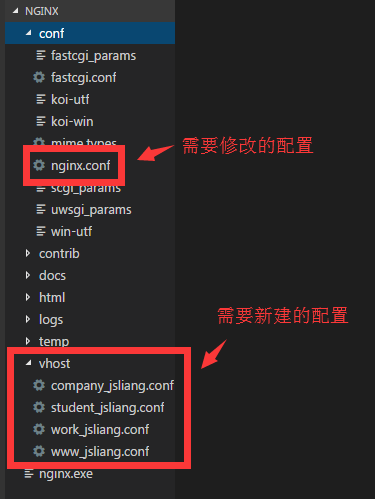 NGINX
conf
fastcgi_params
fastcgi.conf
koi-utf
koi-win
mime.types
需要修改的配置
nginx.conf
scgi_params
uwsgi_params
win-utf
contrib
docs
html
logs
需要新建的配置
temp
vhost
company_jsliang.conf
student_jsliang.conf
work_jsliang.conf
www_jsliang.conf
nginx.exe